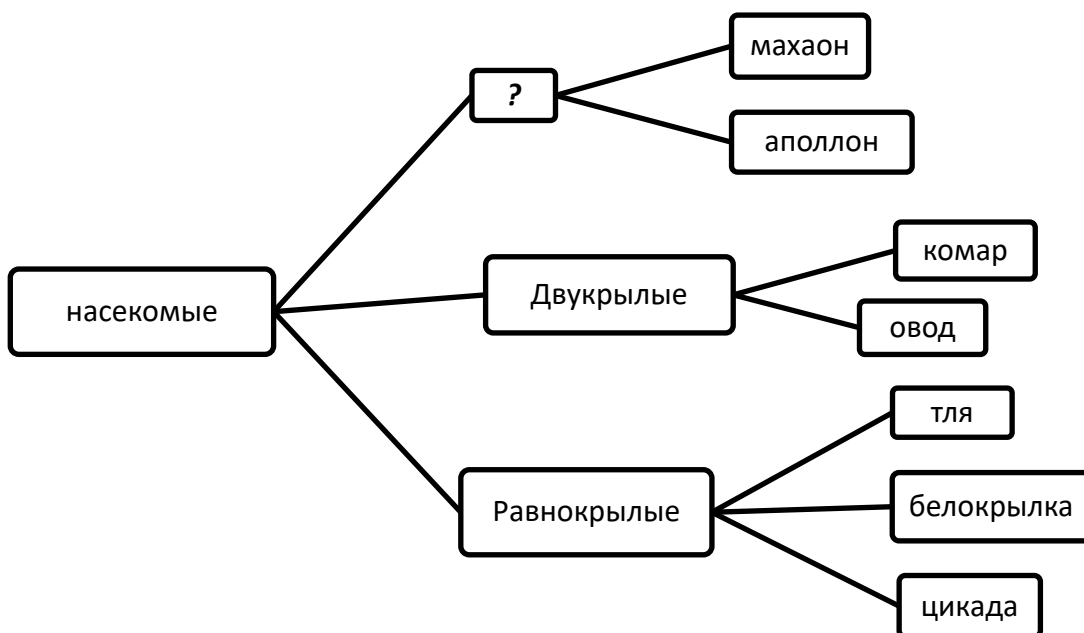 насекомые
?
махаон
аполлон
Двукрылые
комар
овод
Равнокрылые
тля
белокрылка
цикада